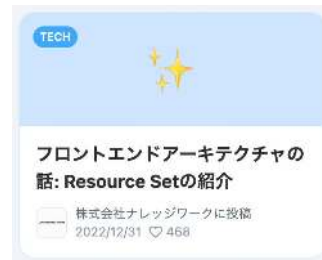 TECH
フロントエンドアーキテクチャの
話: Resource Setの紹介
株式会社ナレッジワークに投稿
2022/12/31 ♡ 468